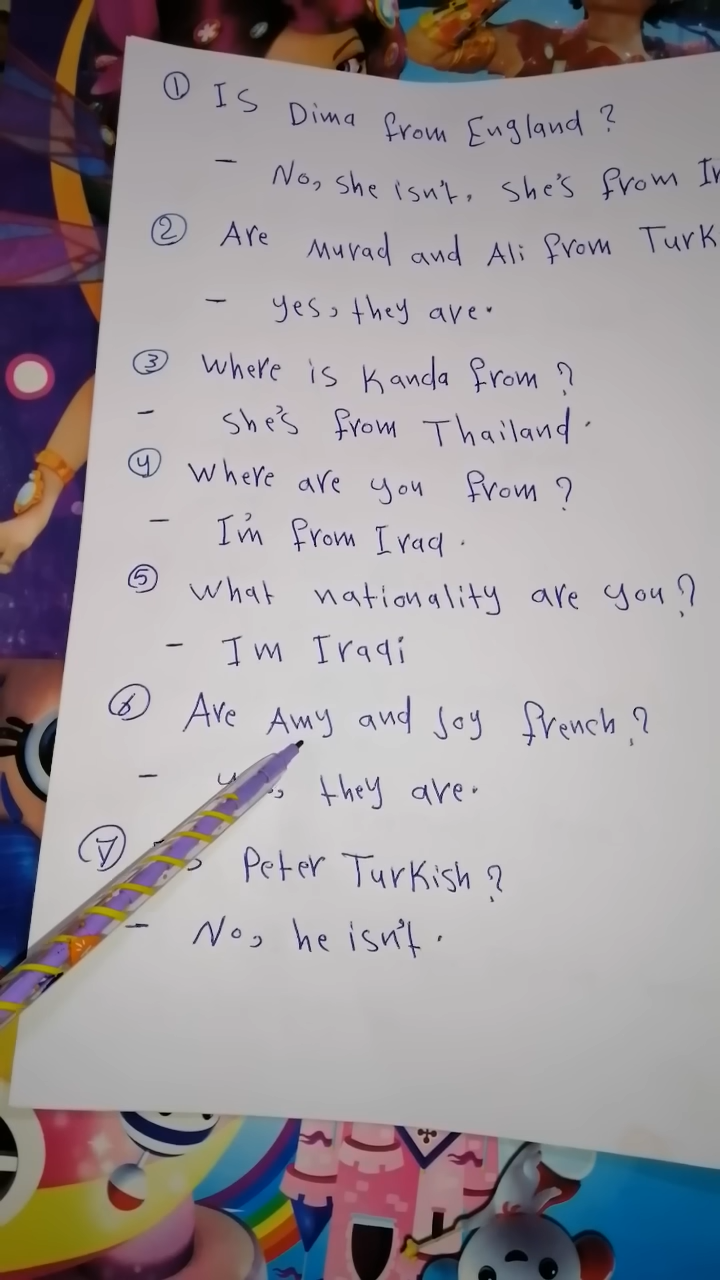 ① Is Dima from England?
- No, she isn't. She's from Ir
② Are Murad and Ali from Turk
- yes, they are.
③ Where is Kanda from?
- She's from Thailand.
④ Where are you from?
- I'm from Iraq.
⑤ What nationality are you?
- Im Iraqi
⑥ Are Amy and Joy french?
- they are.
⑦ Peter Turkish?
- No, he isn't.